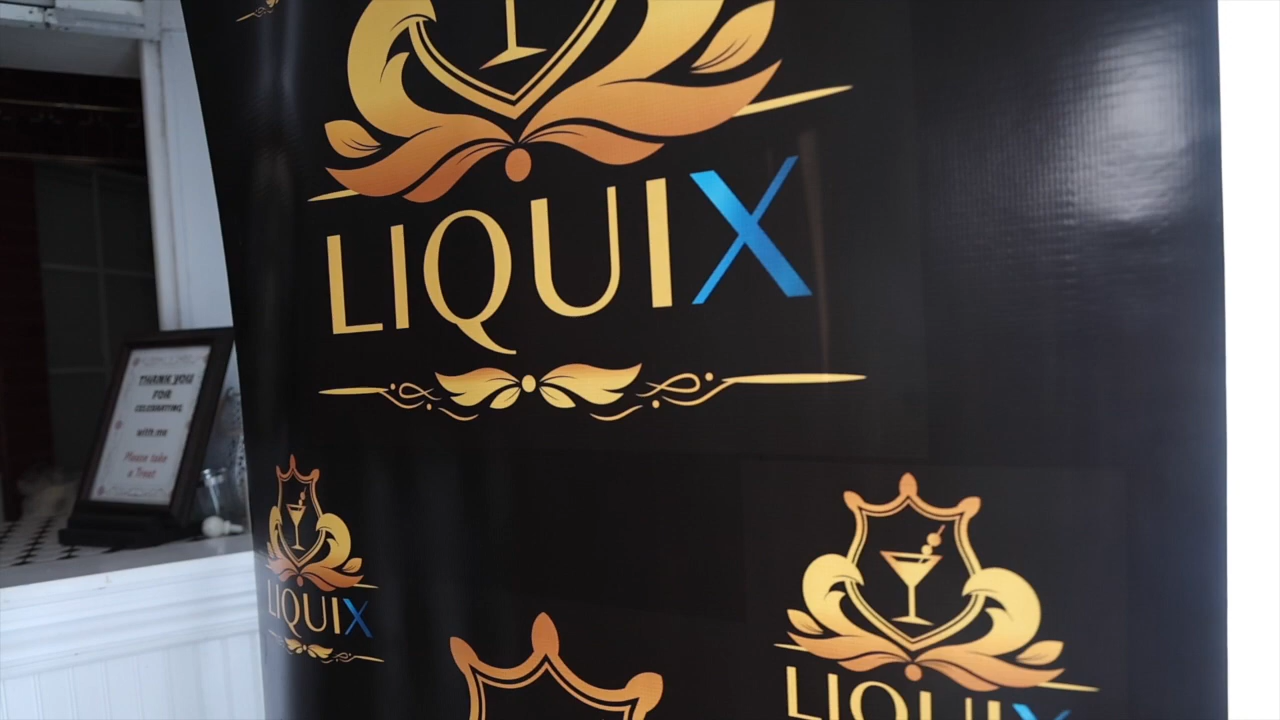 LIQUIX
THANK YOU
FOR
CELEBRATING
with me
Please take
a Treat
LIQUIX
LIQUIX